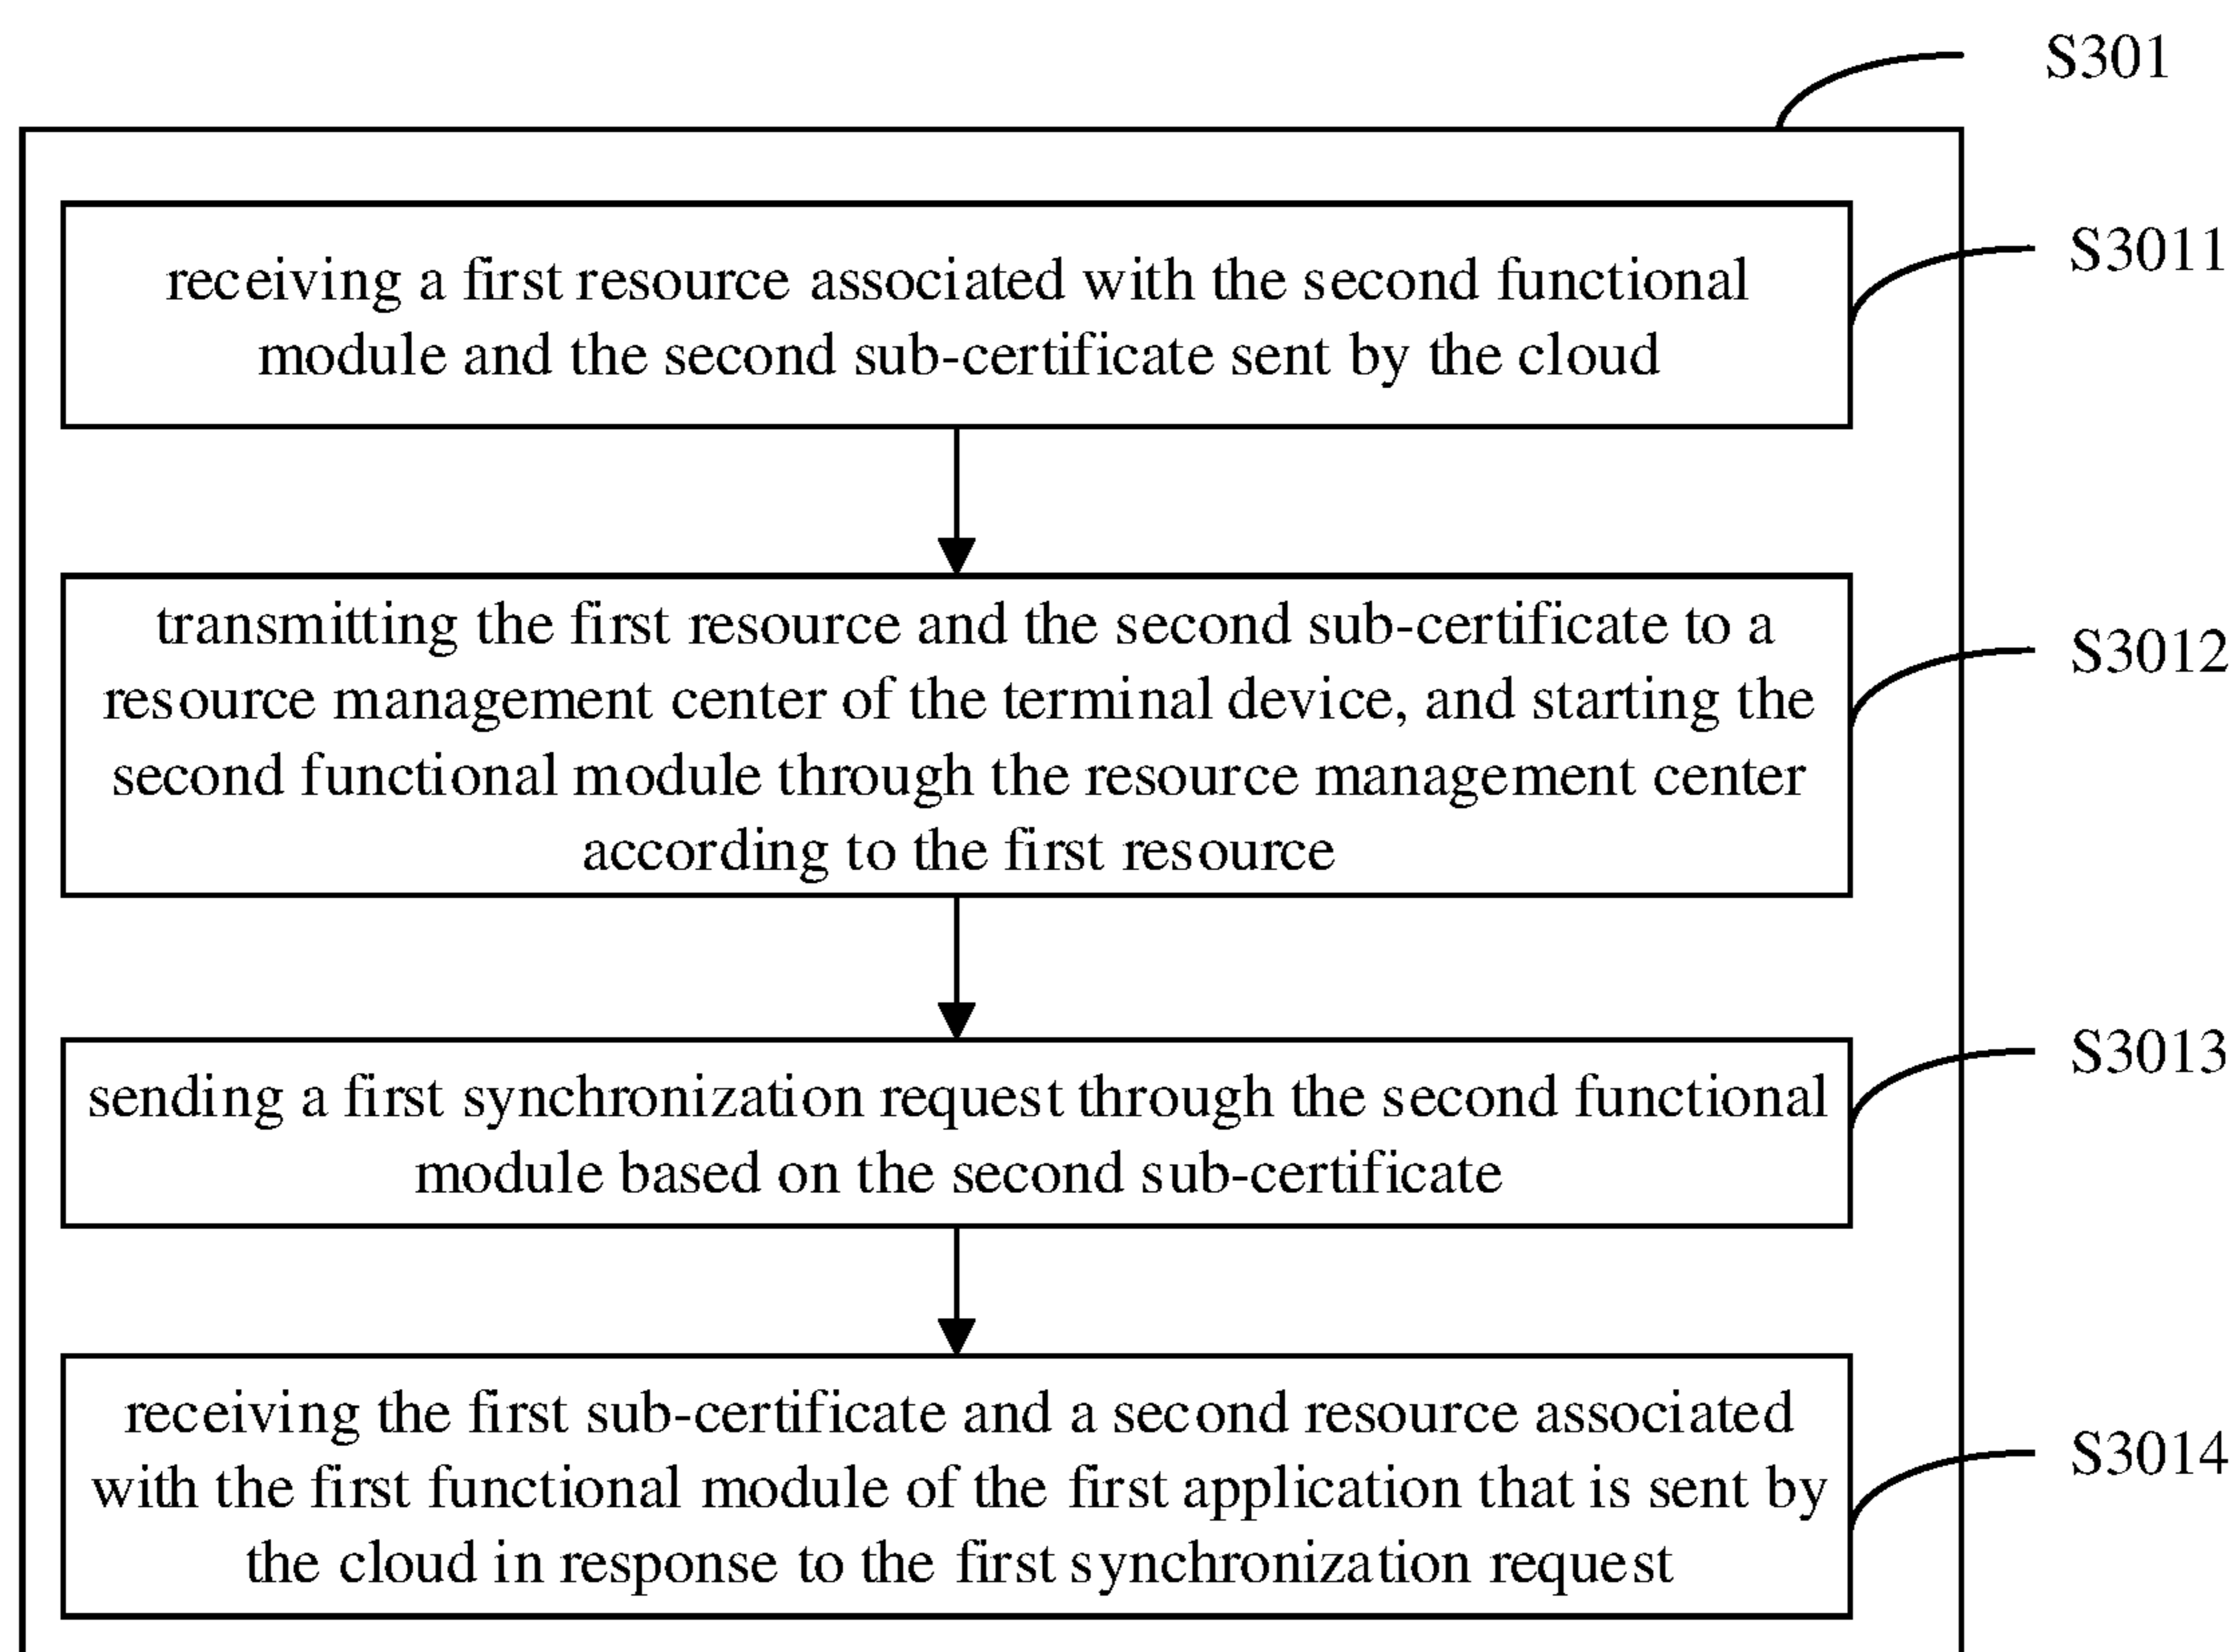 S301
receiving a first resource associated with the second functional
module and the second sub-certificate sent by the cloud
S3011
transmitting the first resource and the second sub-certificate to a
resource management center of the terminal device, and starting the
second functional module through the resource management center
according to the first resource
S3012
sending a first synchronization request through the second functional
module based on the second sub-certificate
S3013
receiving the first sub-certificate and a second resource associated
with the first functional module of the first application that is sent by
the cloud in response to the first synchronization request
S3014